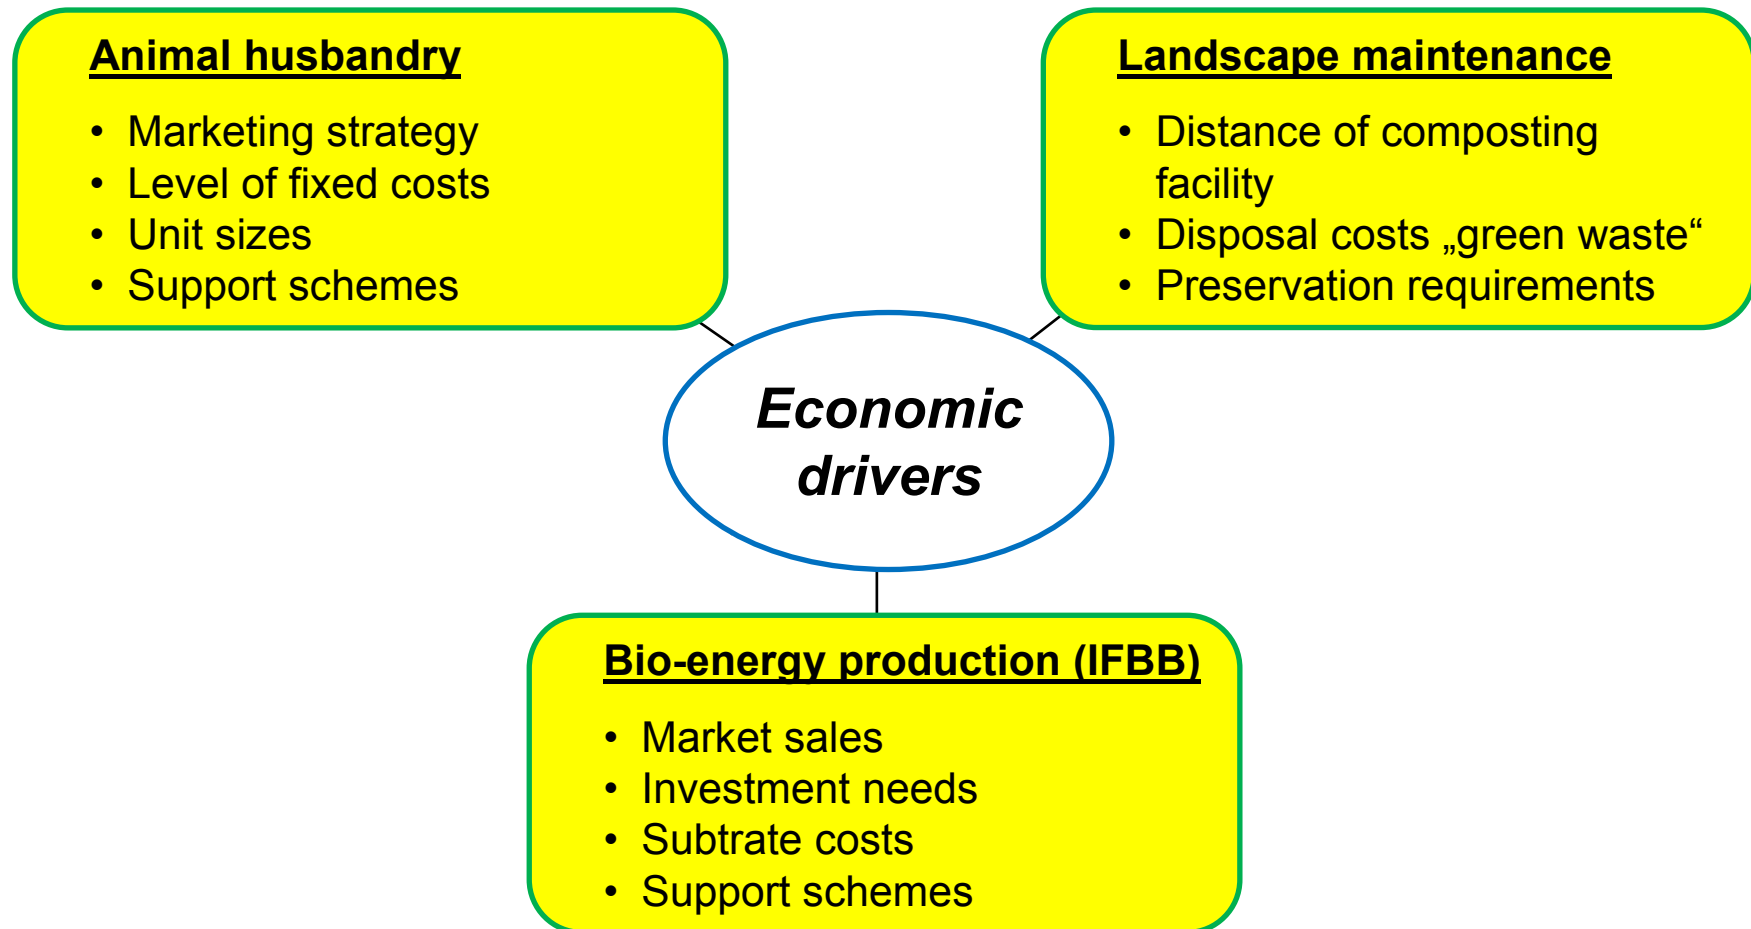 Animal husbandry
• Marketing strategy
• Level of fixed costs
• Unit sizes
• Support schemes
Landscape maintenance
• Distance of composting
facility
• Disposal costs „green waste“
• Preservation requirements
Economic
drivers
Bio-energy production (IFBB)
• Market sales
• Investment needs
• Subtrate costs
• Support schemes